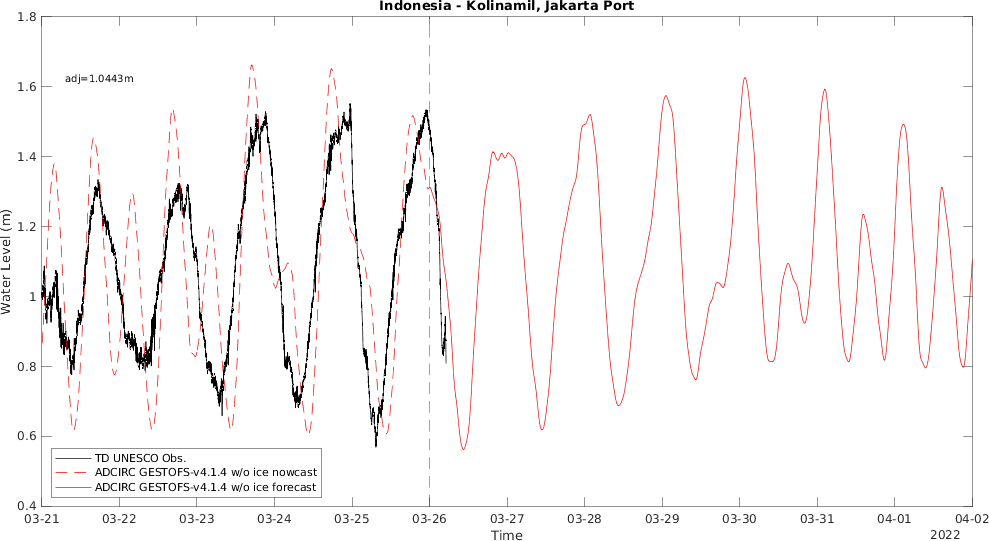 Indonesia - Kolinamil, Jakarta Port
1.8
1.6
1.4
1.2
1
0.8
0.6
0.4
Water Level (m)
adj=1.0443m
TD UNESCO Obs.
ADCIRC GESTOFS-v4.1.4 w/o ice nowcast
ADCIRC GESTOFS-v4.1.4 w/o ice forecast
03-21 03-22 03-23 03-24 03-25 03-26 03-27 03-28 03-29 03-30 03-31 04-01 04-02
Time
2022